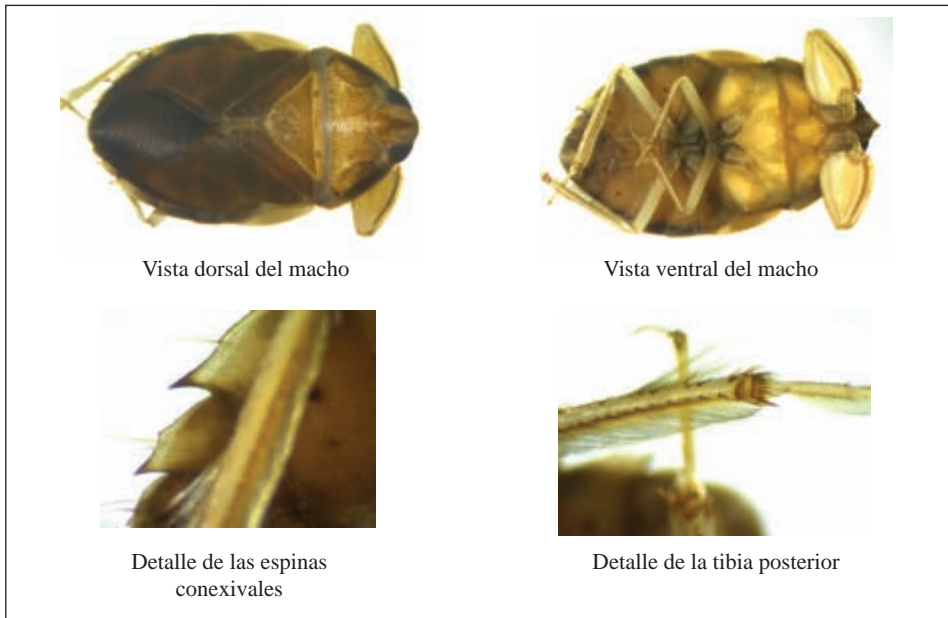 Vista dorsal del macho
Vista ventral del macho
Detalle de las espinas
conexivales
Detalle de la tibia posterior